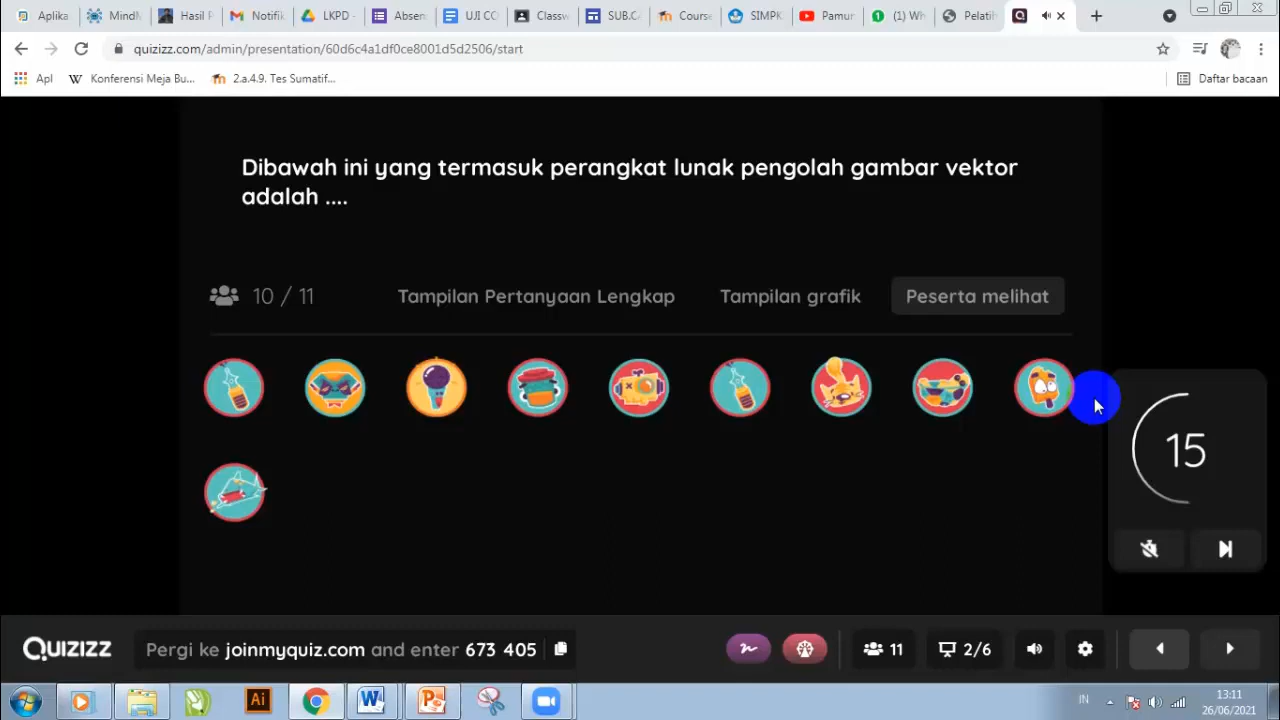 Aplika
MindM
Hasil P
Notifik
LKPD -
Absen
UJI CO
Classw
SUB.CA
Course
SIMPK
Pamur
(1) Wh
Pelatih
quizizz.com/admin/presentation/60d6c4a1df0ce8001d5d2506/start
Apl
Konferensi Meja Bu...
2.a.4.9. Tes Sumatif...
Daftar bacaan
Dibawah ini yang termasuk perangkat lunak pengolah gambar vektor
adalah ....
10 / 11
Tampilan Pertanyaan Lengkap
Tampilan grafik
Peserta melihat
15
QUIZIZZ
Pergi ke joinmyquiz.com and enter 673 405
11
2/6
Ai
IN
13:11
26/06/2021